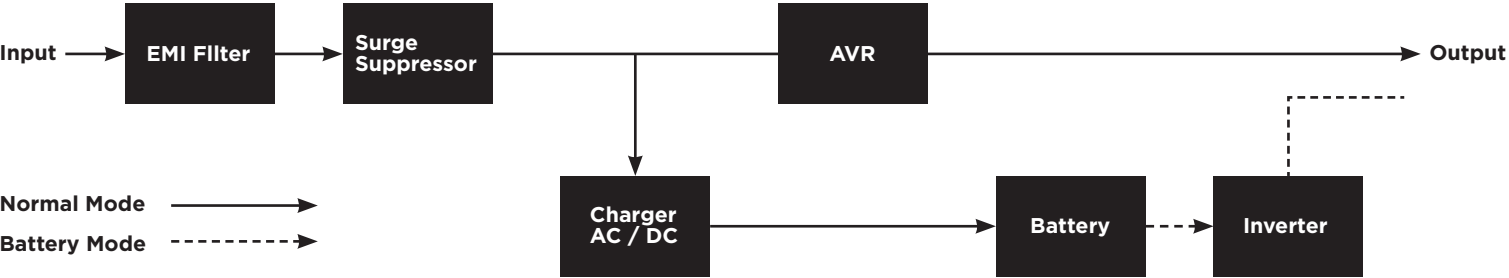 Input
EMI FIlter
Surge
Suppressor
AVR
Output
Normal Mode
Battery Mode
Charger
AC / DC
Battery
Inverter